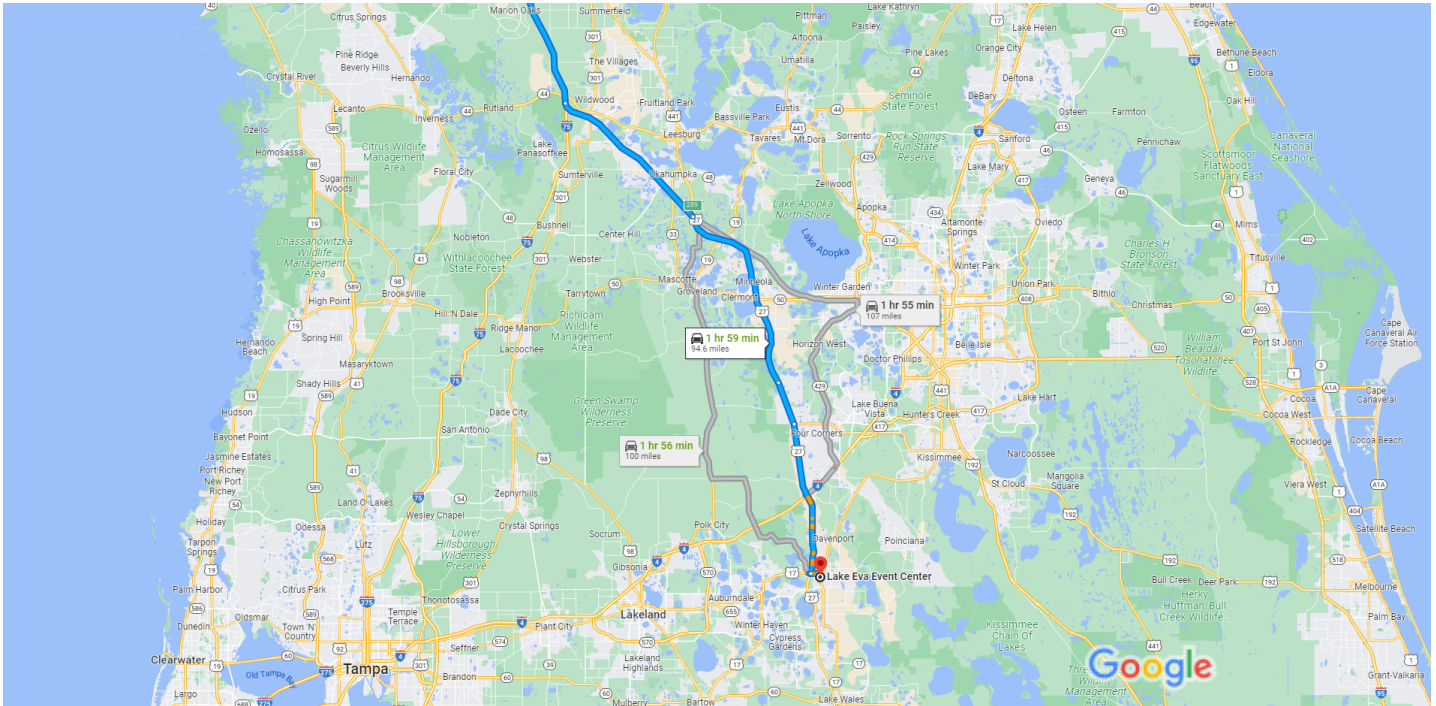 Citrus Springs
Marion Oaks
Summerfield
Pittman
Altoona
Lake Kathryn
Paisley
Lake Helen
Beach
Edgewater
Pine Ridge
Beverly Hills
Hernando
The Villages
Umatilla
Pine Lakes
Orange City
Bethune Beach
Crystal River
Deltona
Eldora
Lecanto
Inverness
Rutland
Wildwood
Fruitland Park
Eustis
Seminole
State Forest
DeBary
Oak Hill
Ozello
Lake
Panasoffkee
Leesburg
Bassville Park
Tavares
Mt Dora
Sorrento
Rock Springs
Run State
Reserve
Sanford
Osteen
Farmton
Pennichaw
Canaveral
National
Seashore
Homosassa
Citrus Wildlife
Management
Area
Floral City
Sumterville
Okahumpka
Zellwood
Lake Mary
Geneva
Scottsmoor
Flatwoods
Sanctuary East
Sugarmill
Woods
Lake Apopka
North Shore
Apopka
Altamonte
Springs
Oviedo
Mims
Bushnell
Center Hill
Nobleton
Chassahowitzka
Wildlife
Management
Area
Withlacoochee
State Forest
Webster
Lake Apopka
Winter Park
Charles H
Bronson
State Forest
Titusville
Mascotte
Groveland
Minneola
Clermont
Winter Garden
Union Park
Bithlo
Christmas
High Point
Brooksville
Tarrytown
1 hr 55 min
107 miles
Spring Hill
Hill 'N Dale
Ridge Manor
Richloam
Wildlife
Management
Area
Hernando
Beach
Lacoochee
1 hr 59 min
94.6 miles
Horizon West
Belle Isle
William
Beardall
Tosohatchee
Wildlife...
Port St John
Cape
Canaveral Air
Force Station
Masaryktown
Doctor Phillips
Shady Hills
Green Swamp
Wilderness
Preserve
Lake Buena
Vista
Hunters Creek
Lake Hart
Cocoa
Cape
Canaveral
Hudson
Dade City
Cocoa West
Bayonet Point
San Antonio
Four Corners
Rockledge
Cocoa Beach
Jasmine Estates
1 hr 56 min
100 miles
Kissimmee
Narcoossee
Port Richey
New Port
Richey
Zephyrhills
St Cloud
Mangolia
Square
Viera West
Land O' Lakes
Wesley Chapel
Crystal Springs
Polk City
Holiday
Odessa
Satellite Beach
Tarpon
Springs
Lutz
Lower
Hillsborough
Wilderness
Preserve
Socrum
Davenport
Poinciana
Gibsonia
Lake Eva Event Center
Palm Harbor
Citrus Park
Thonotosassa
Bull Creek
Deer Park
Melbourne
Dunedin
Oldsmar
Town 'N'
Country
Temple
Terrace
Plant City
Lakeland
Auburndale
Winter Haven
Cypress
Gardens
Kissimmee
Chain Of
Lakes
Herky
Huffman/Bull
Creek Wildlife
Palm Bay
Clearwater
Old Tampa
Bay
Tampa
Seffner
Brandon
Lakeland
Highlands
Google
Largo
Mulberry
Bartow
Lake Wales
Three
Wildlife
Management
Area
Grant-Valkaria